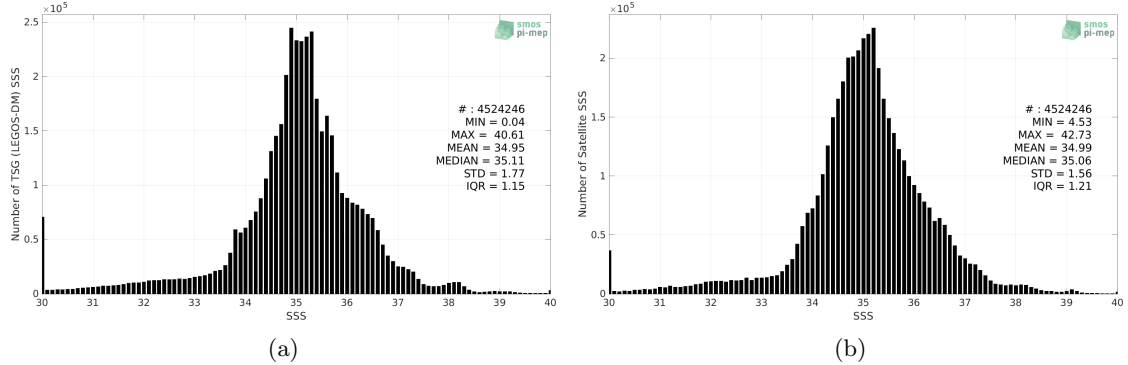 ×10⁵
smos
pi-mep
Number of TSG (LEGOS-DM) SSS
2.5
2
1.5
1
0.5
0
# : 4524246
MIN = 0.04
MAX = 40.61
MEAN = 34.95
MEDIAN = 35.11
STD = 1.77
IQR = 1.15
30 31 32 33 34 35 36 37 38 39 40
SSS
(a)
×10⁵
smos
pi-mep
Number of Satellite SSS
2
1.5
1
0.5
0
# : 4524246
MIN = 4.53
MAX = 42.73
MEAN = 34.99
MEDIAN = 35.06
STD = 1.56
IQR = 1.21
30 31 32 33 34 35 36 37 38 39 40
SSS
(b)